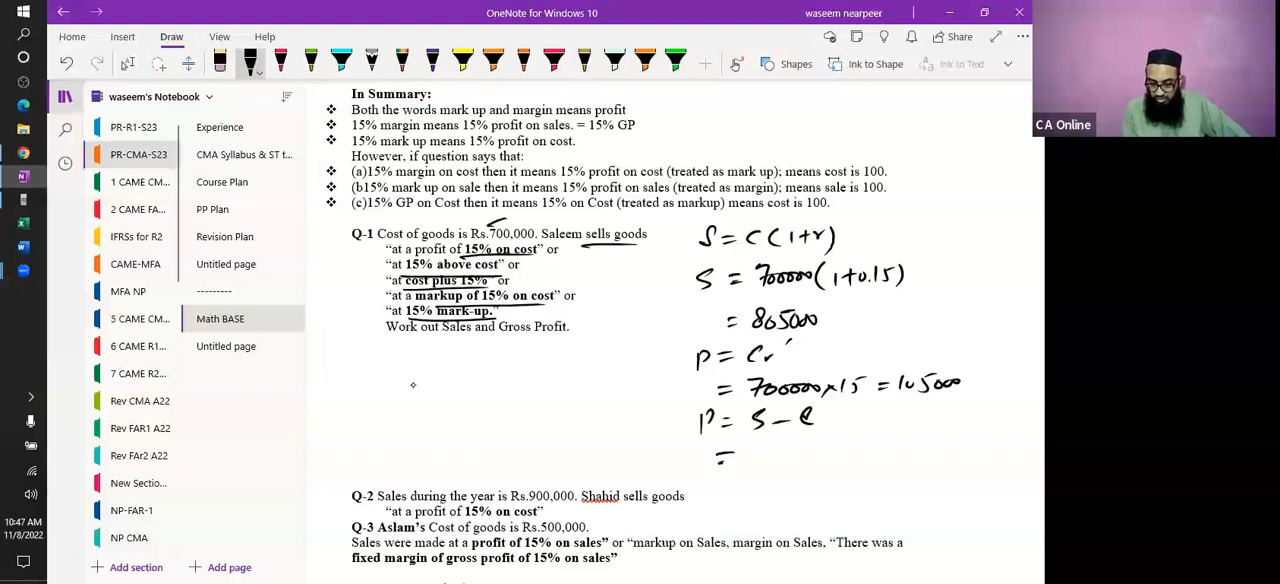 OneNote for Windows 10
waseem nearpeer
Home Insert Draw View Help
Share
Shapes Ink to Shape Ink to Text
waseem's Notebook
PR-R1-S23
PR-CMA-S23
1 CAME CM...
2 CAME FA...
IFRSs for R2
CAME-MFA
MFA NP
5 CAME CM...
6 CAME R1...
7 CAME R2...
Rev CMA A22
Rev FAR1 A22
Rev FAr2 A22
New Sectio...
NP-FAR-1
NP CMA
Add section
Experience
CMA Syllabus & ST t...
Course Plan
PP Plan
Revision Plan
Untitled page
---------
Math BASE
Untitled page
Add page
In Summary:
❖ Both the words mark up and margin means profit
❖ 15% margin means 15% profit on sales. = 15% GP
❖ 15% mark up means 15% profit on cost.
However, if question says that:
❖ (a)15% margin on cost then it means 15% profit on cost (treated as mark up); means cost is 100.
❖ (b15% mark up on sale then it means 15% profit on sales (treated as margin); means sale is 100.
❖ (c)15% GP on Cost then it means 15% on Cost (treated as markup) means cost is 100.
Q-1 Cost of goods is Rs.700,000. Saleem sells goods
"at a profit of 15% on cost" or
"at 15% above cost" or
"at cost plus 15%" or
"at a markup of 15% on cost" or
"at 15% mark-up."
Work out Sales and Gross Profit.
S = C(1+r)
S = 700000(1+0.15)
= 805000
P = Cr
= 700000×15 = 105000
P = S - C
=
Q-2 Sales during the year is Rs.900,000. Shahid sells goods
"at a profit of 15% on cost"
Q-3 Aslam's Cost of goods is Rs.500,000.
Sales were made at a profit of 15% on sales" or "markup on Sales, margin on Sales, "There was a
fixed margin of gross profit of 15% on sales"
CA Online
10:47 AM
11/8/2022